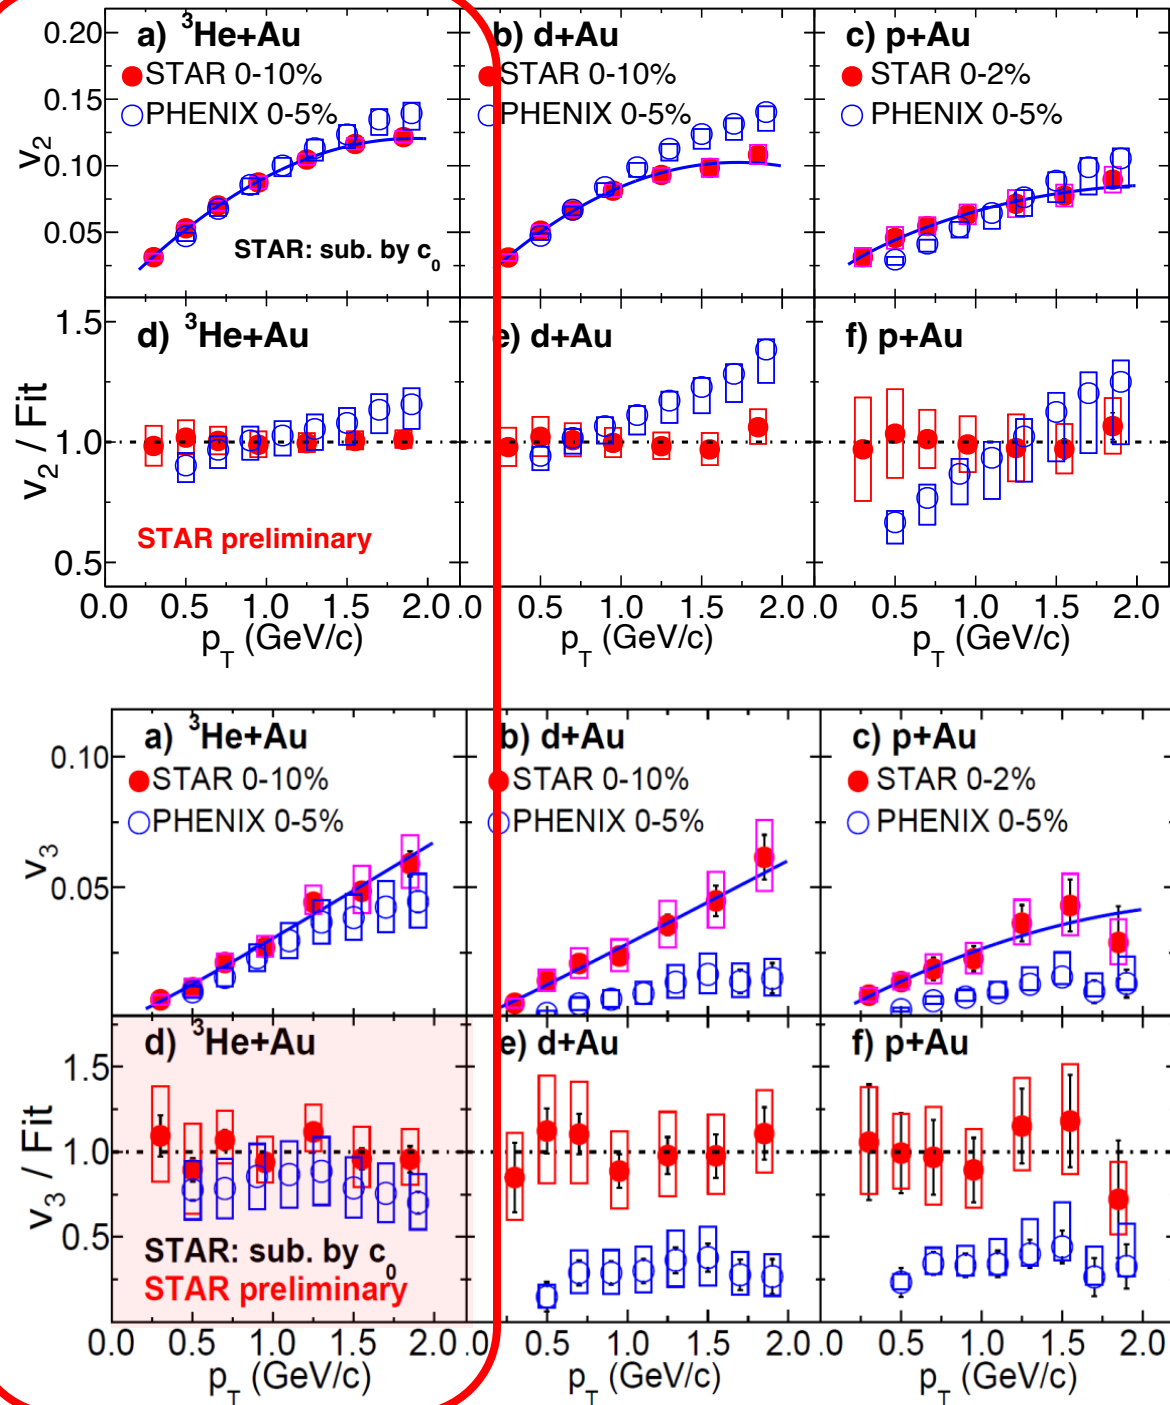 a) ³He+Au b) d+Au c) p+Au
STAR 0-10% STAR 0-10% STAR 0-2%
PHENIX 0-5% PHENIX 0-5% PHENIX 0-5%
0.20
0.15
0.10
0.05
v₂
STAR: sub. by c₀
d) ³He+Au e) d+Au f) p+Au
1.5
1.0
0.5
v₂ / Fit
STAR preliminary
0.0 0.5 1.0 1.5 2.0 .0 0.5 1.0 1.5 2.0 .0 0.5 1.0 1.5 2.0
p_T (GeV/c) p_T (GeV/c) p_T (GeV/c)
a) ³He+Au b) d+Au c) p+Au
STAR 0-10% STAR 0-10% STAR 0-2%
PHENIX 0-5% PHENIX 0-5% PHENIX 0-5%
0.10
0.05
v₃
d) ³He+Au e) d+Au f) p+Au
1.5
1.0
0.5
v₃ / Fit
STAR: sub. by c₀
STAR preliminary
0.0 0.5 1.0 1.5 2.0 .0 0.5 1.0 1.5 2.0 .0 0.5 1.0 1.5 2.0
p_T (GeV/c) p_T (GeV/c) p_T (GeV/c)